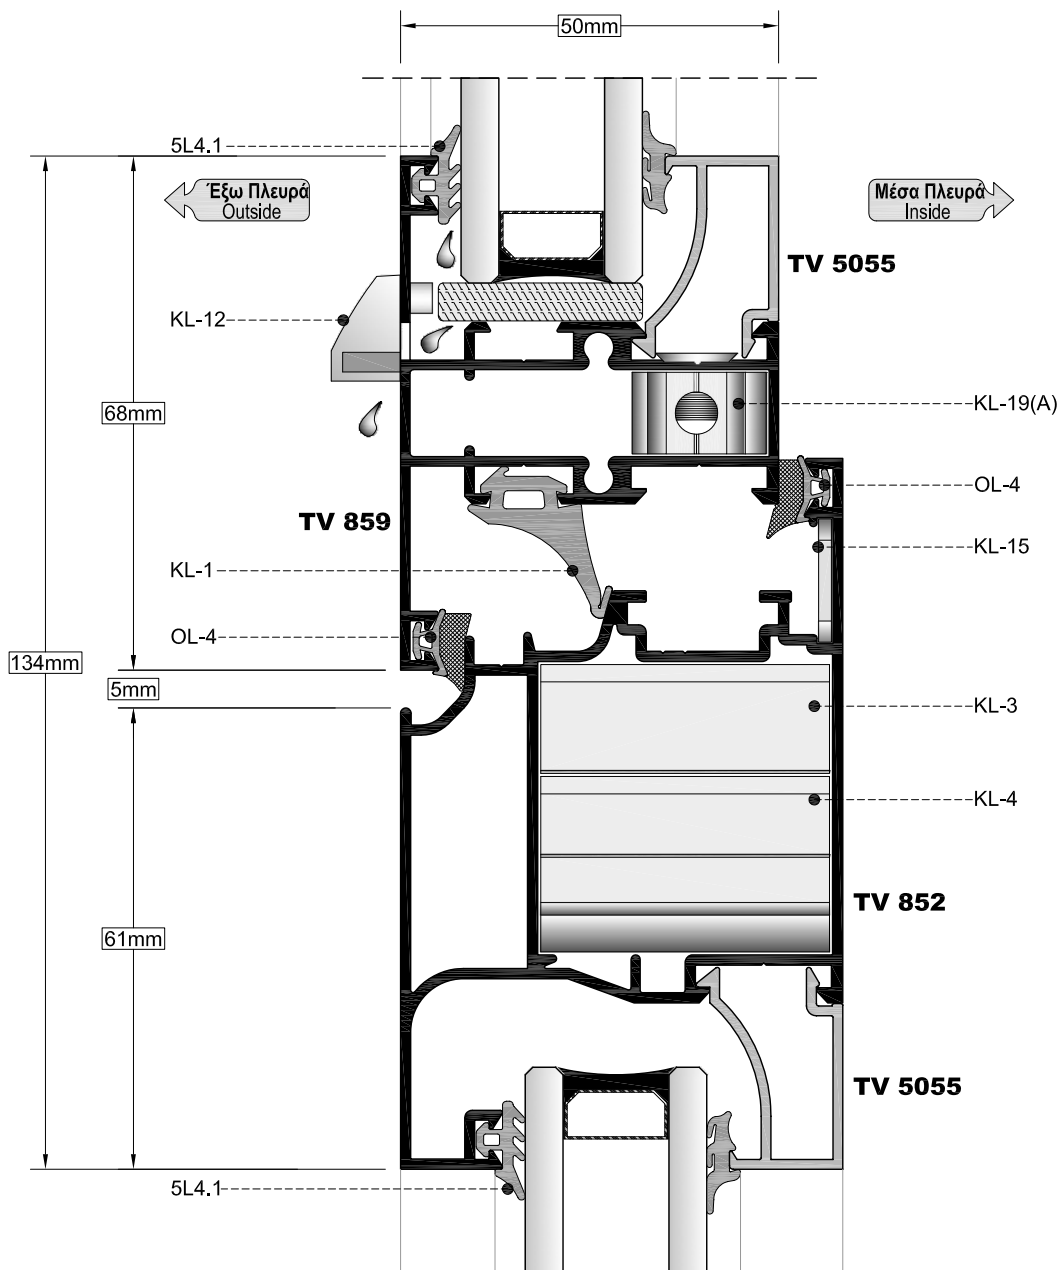 50mm
5L4.1
Έξω Πλευρά
Outside
Μέσα Πλευρά
Inside
TV 5055
KL-12
68mm
KL-19(A)
OL-4
TV 859
KL-15
KL-1
OL-4
134mm
5mm
KL-3
KL-4
TV 852
61mm
TV 5055
5L4.1